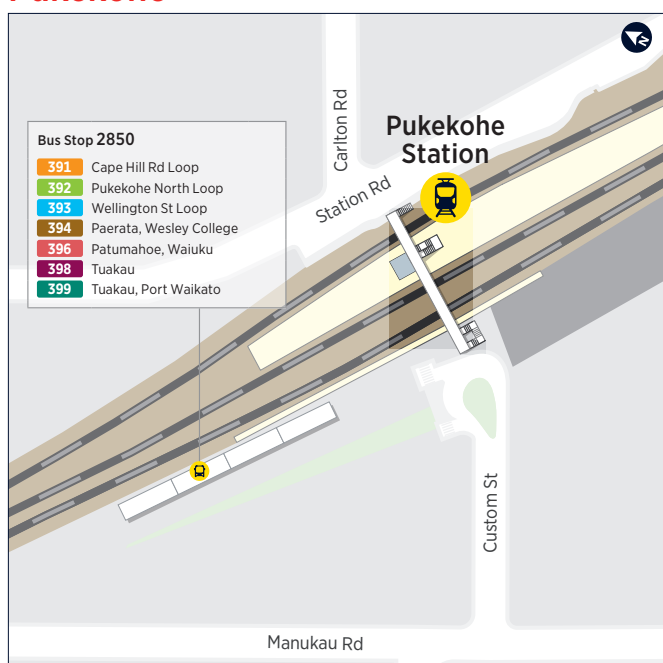 N
Carlton Rd
Bus Stop 2850
391 Cape Hill Rd Loop
392 Pukekohe North Loop
393 Wellington St Loop
394 Paerata, Wesley College
396 Patumahoe, Waiuku
398 Tuakau
399 Tuakau, Port Waikato
Pukekohe
Station
Station Rd
Custom St
Manukau Rd